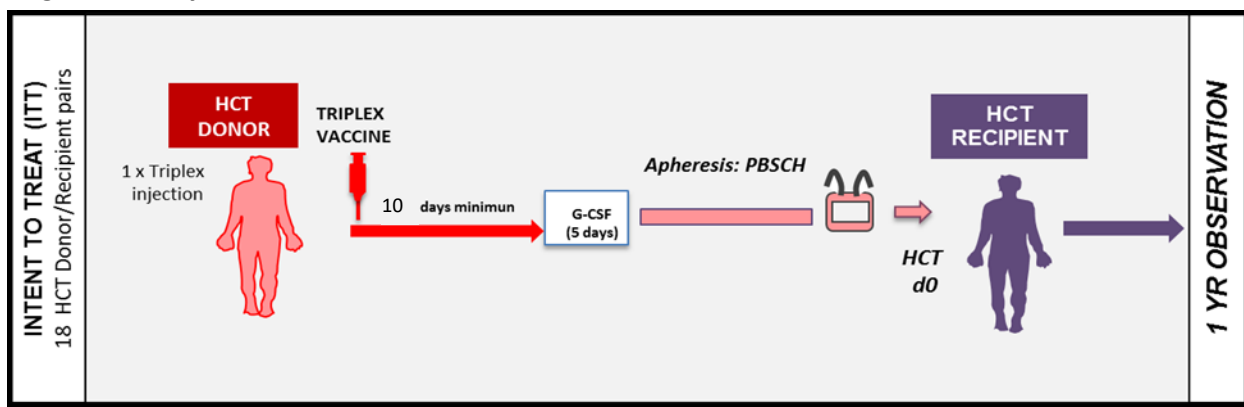 INTENT TO TREAT (ITT)
18 HCT Donor/Recipient pairs
HCT
DONOR
1 x Triplex
injection
TRIPLEX
VACCINE
10 days minimun
G-CSF
(5 days)
Apheresis: PBSCH
HCT
d0
HCT
RECIPIENT
1 YR OBSERVATION